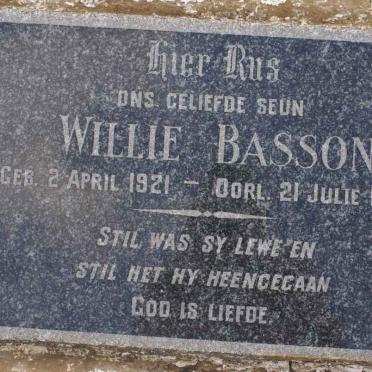 Hier Rus
ONS GELIEFDE SEUN
WILLIE BASSON
GEB. 2 APRIL 1921 — OORL. 21 JULIE
STIL WAS SY LEWE EN
STIL HET HY HEENGEGAAN
GOD IS LIEFDE.